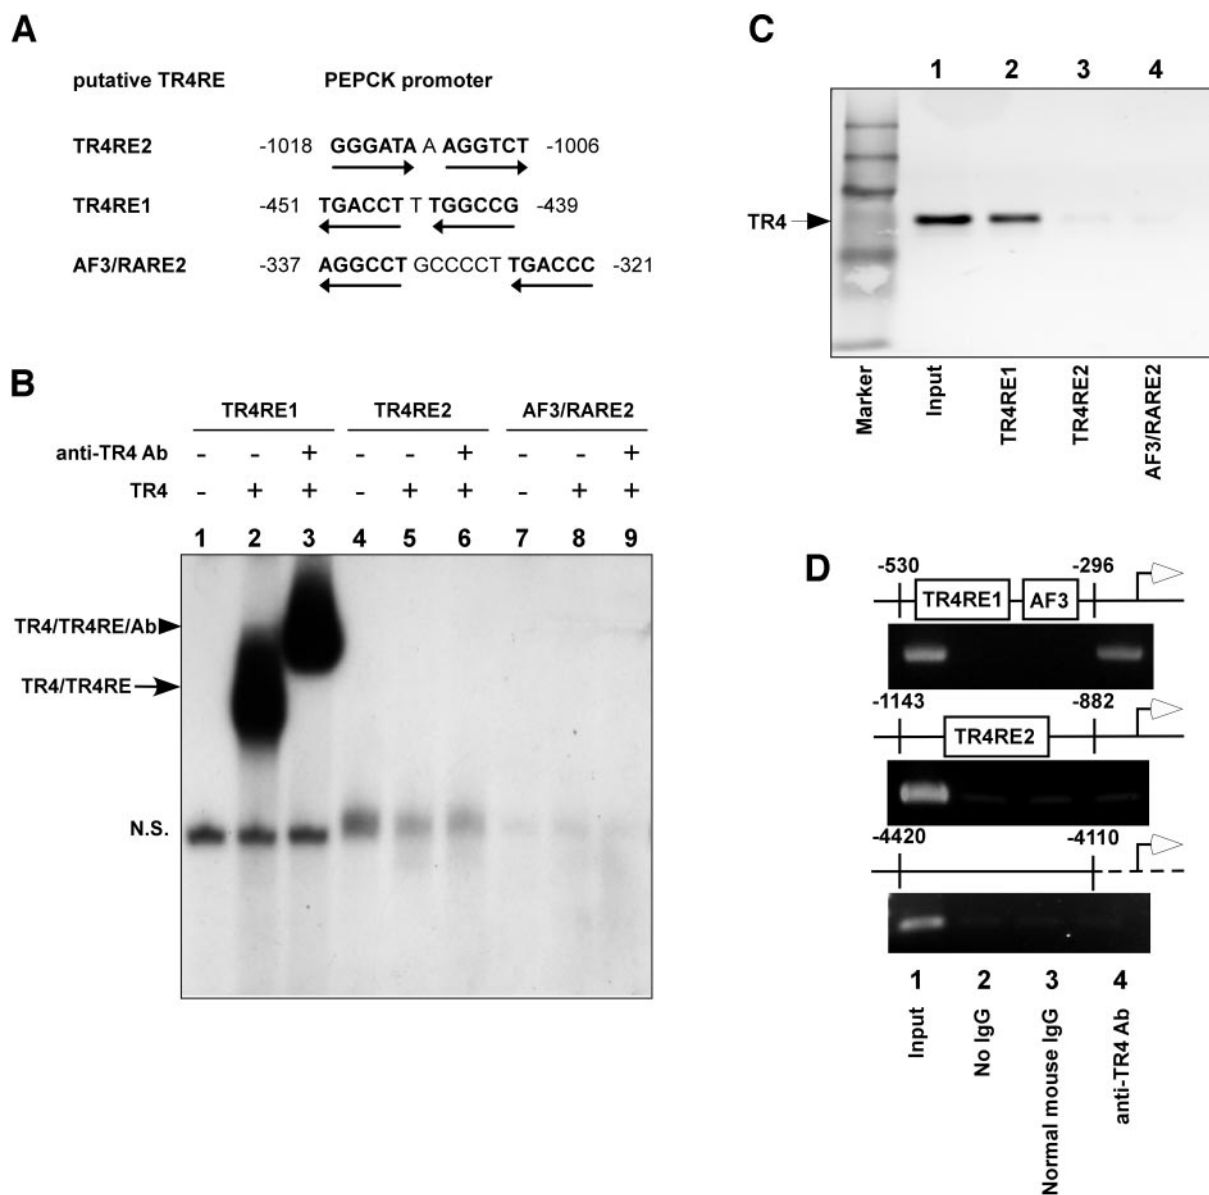 A
putative TR4RE PEPCK promoter
TR4RE2 -1018 GGGATA A AGGTCT -1006
TR4RE1 -451 TGACCT T TGGCCG -439
AF3/RARE2 -337 AGGCCT GCCCCT TGACCC -321
B
TR4RE1 TR4RE2 AF3/RARE2
anti-TR4 Ab - - + - - + - - +
TR4 - + + - + + - + +
1 2 3 4 5 6 7 8 9
TR4/TR4RE/Ab
TR4/TR4RE
N.S.
C
1 2 3 4
TR4
Marker
Input
TR4RE1
TR4RE2
AF3/RARE2
D
-530 -296
TR4RE1 AF3
-1143 -882
TR4RE2
-4420 -4110
1 2 3 4
Input
No IgG
Normal mouse IgG
anti-TR4 Ab